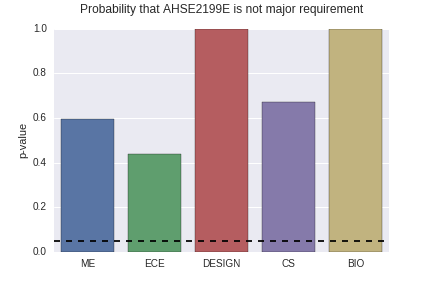 Probability that AHSE2199E is not major requirement
p-value
1.0
0.8
0.6
0.4
0.2
0.0
ME ECE DESIGN CS BIO